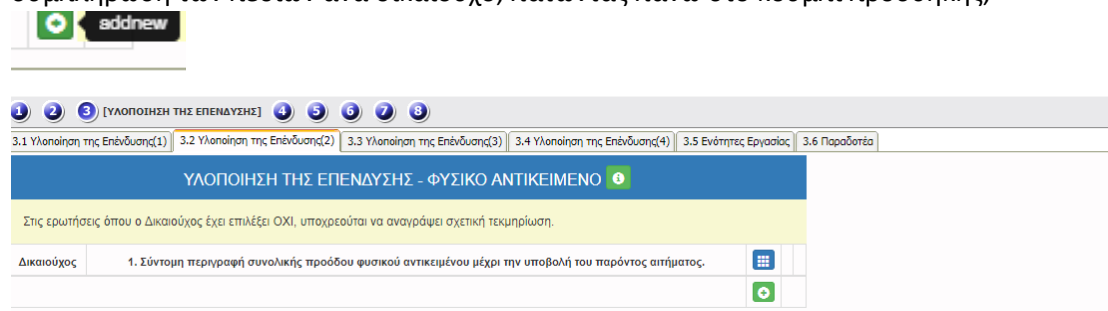 addnew
1 2 3 [ΥΛΟΠΟΙΗΣΗ ΤΗΣ ΕΠΕΝΔΥΣΗΣ] 4 5 6 7 8
3.1 Υλοποίηση της Επένδυσης(1) 3.2 Υλοποίηση της Επένδυσης(2) 3.3 Υλοποίηση της Επένδυσης(3) 3.4 Υλοποίηση της Επένδυσης(4) 3.5 Ενότητες Εργασίας 3.6 Παραδοτέα
ΥΛΟΠΟΙΗΣΗ ΤΗΣ ΕΠΕΝΔΥΣΗΣ - ΦΥΣΙΚΟ ΑΝΤΙΚΕΙΜΕΝΟ
Στις ερωτήσεις όπου ο Δικαιούχος έχει επιλέξει ΟΧΙ, υποχρεούται να αναγράψει σχετική τεκμηρίωση.
Δικαιούχος 1. Σύντομη περιγραφή συνολικής προόδου φυσικού αντικειμένου μέχρι την υποβολή του παρόντος αιτήματος.